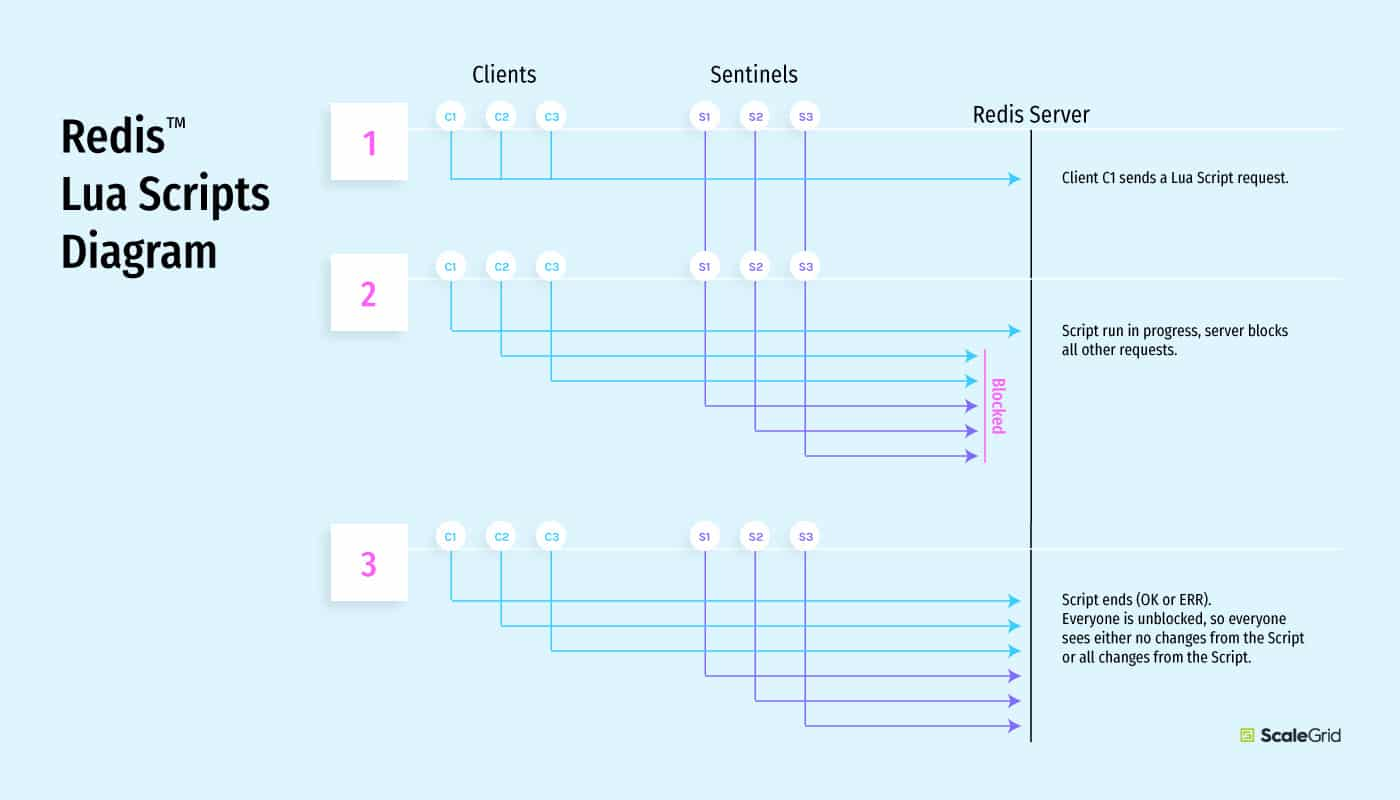 Redis™
Lua Scripts
Diagram
Clients
Sentinels
Redis Server
1
C1 C2 C3
S1 S2 S3
Client C1 sends a Lua Script request.
2
C1 C2 C3
S1 S2 S3
Script run in progress, server blocks
all other requests.
Blocked
3
C1 C2 C3
S1 S2 S3
Script ends (OK or ERR).
Everyone is unblocked, so everyone
sees either no changes from the Script
or all changes from the Script.
ScaleGrid